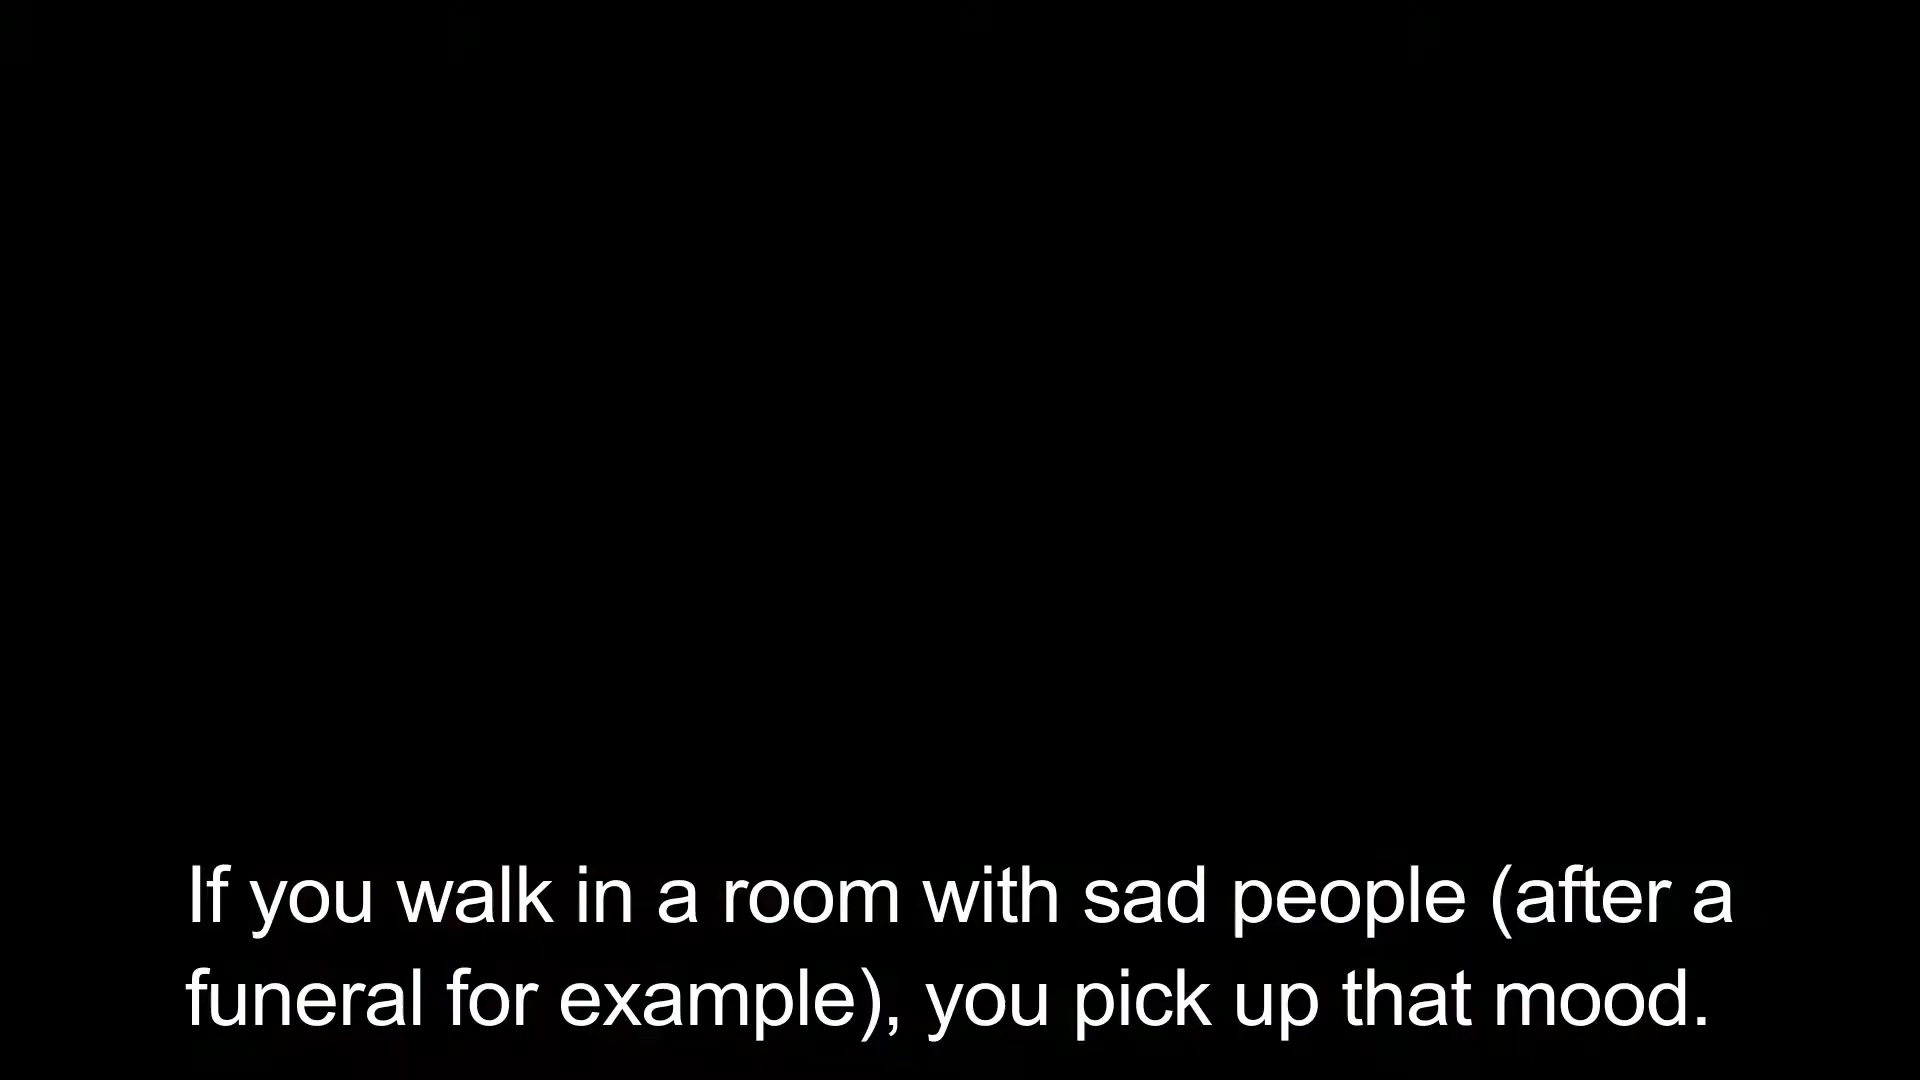 If you walk in a room with sad people (after a
funeral for example), you pick up that mood.